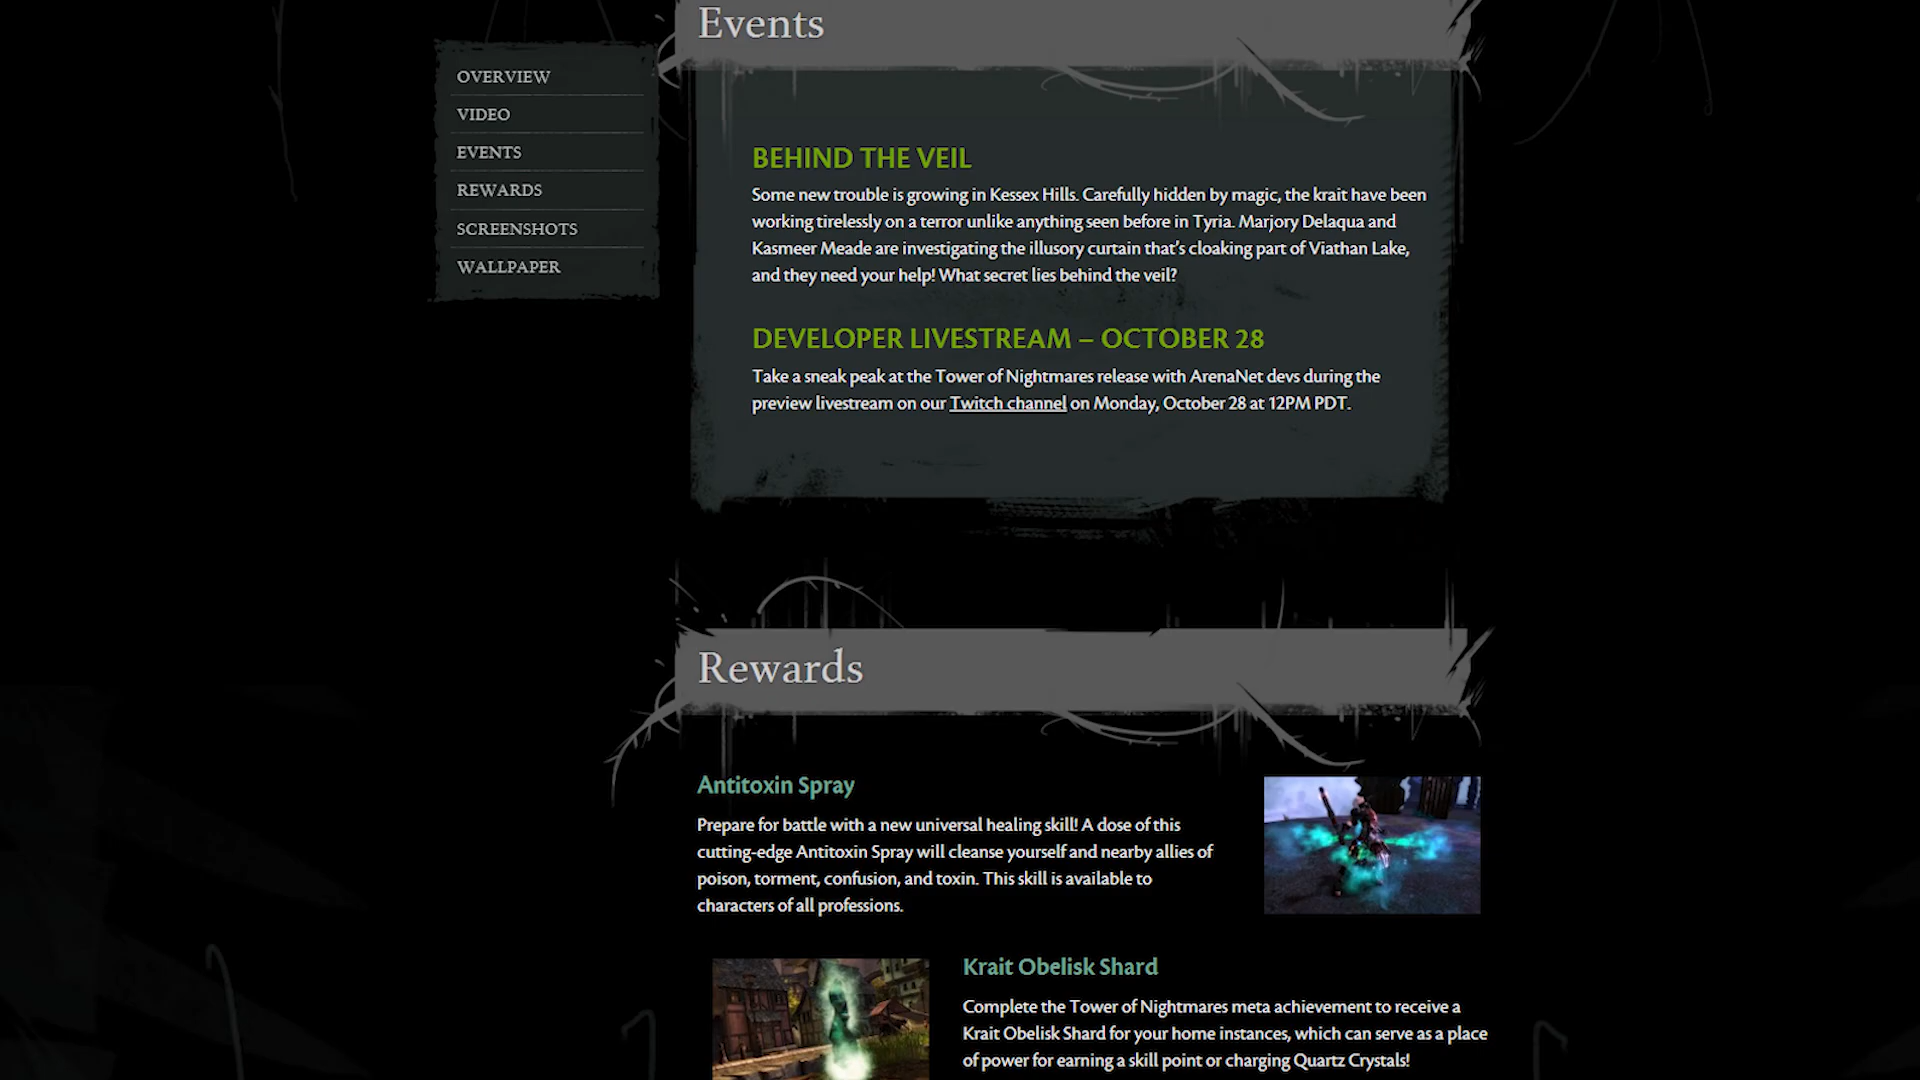 OVERVIEW
VIDEO
EVENTS
REWARDS
SCREENSHOTS
WALLPAPER
Events
BEHIND THE VEIL
Some new trouble is growing in Kessex Hills. Carefully hidden by magic, the krait have been
working tirelessly on a terror unlike anything seen before in Tyria. Marjory Delaqua and
Kasmeer Meade are investigating the illusory curtain that's cloaking part of Viathan Lake,
and they need your help! What secret lies behind the veil?
DEVELOPER LIVESTREAM – OCTOBER 28
Take a sneak peak at the Tower of Nightmares release with ArenaNet devs during the
preview livestream on our Twitch channel on Monday, October 28 at 12PM PDT.
Rewards
Antitoxin Spray
Prepare for battle with a new universal healing skill! A dose of this
cutting-edge Antitoxin Spray will cleanse yourself and nearby allies of
poison, torment, confusion, and toxin. This skill is available to
characters of all professions.
Krait Obelisk Shard
Complete the Tower of Nightmares meta achievement to receive a
Krait Obelisk Shard for your home instances, which can serve as a place
of power for earning a skill point or charging Quartz Crystals!